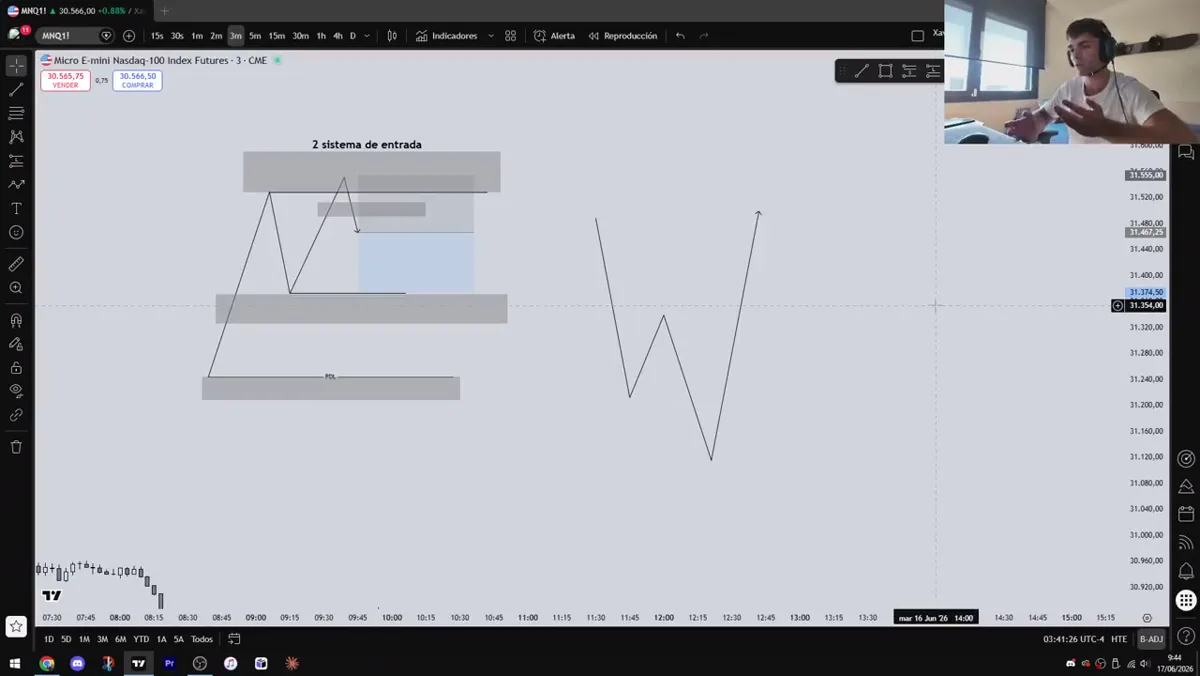 MNQ1! ▲ 30.566,00 +0.88% / Xa
11
MNQ1!
15s 30s 1m 2m 3m 5m 15m 30m 1h 4h D
Indicadores
Alerta
Reproducción
Xa
Micro E-mini Nasdaq-100 Index Futures · 3 · CME
30.565,75
VENDER
0,75
30.566,50
COMPRAR
2 sistema de entrada
PDL
31.600,00
31.555,00
31.520,00
31.480,00
31.467,25
31.440,00
31.400,00
31.374,50
31.354,00
31.320,00
31.280,00
31.240,00
31.200,00
31.160,00
31.120,00
31.080,00
31.040,00
31.000,00
30.960,00
30.920,00
07:30 07:45 08:00 08:15 08:30 08:45 09:00 09:15 09:30 09:45 10:00 10:15 10:30 10:45 11:00 11:15 11:30 11:45 12:00 12:15 12:30 12:45 13:00 13:15 13:30 mar 16 Jun '26 14:00 14:30 14:45 15:00 15:15
1D 5D 1M 3M 6M YTD 1A 5A Todos
03:41:26 UTC-4 HTE B-ADJ
9:44
17/06/2026